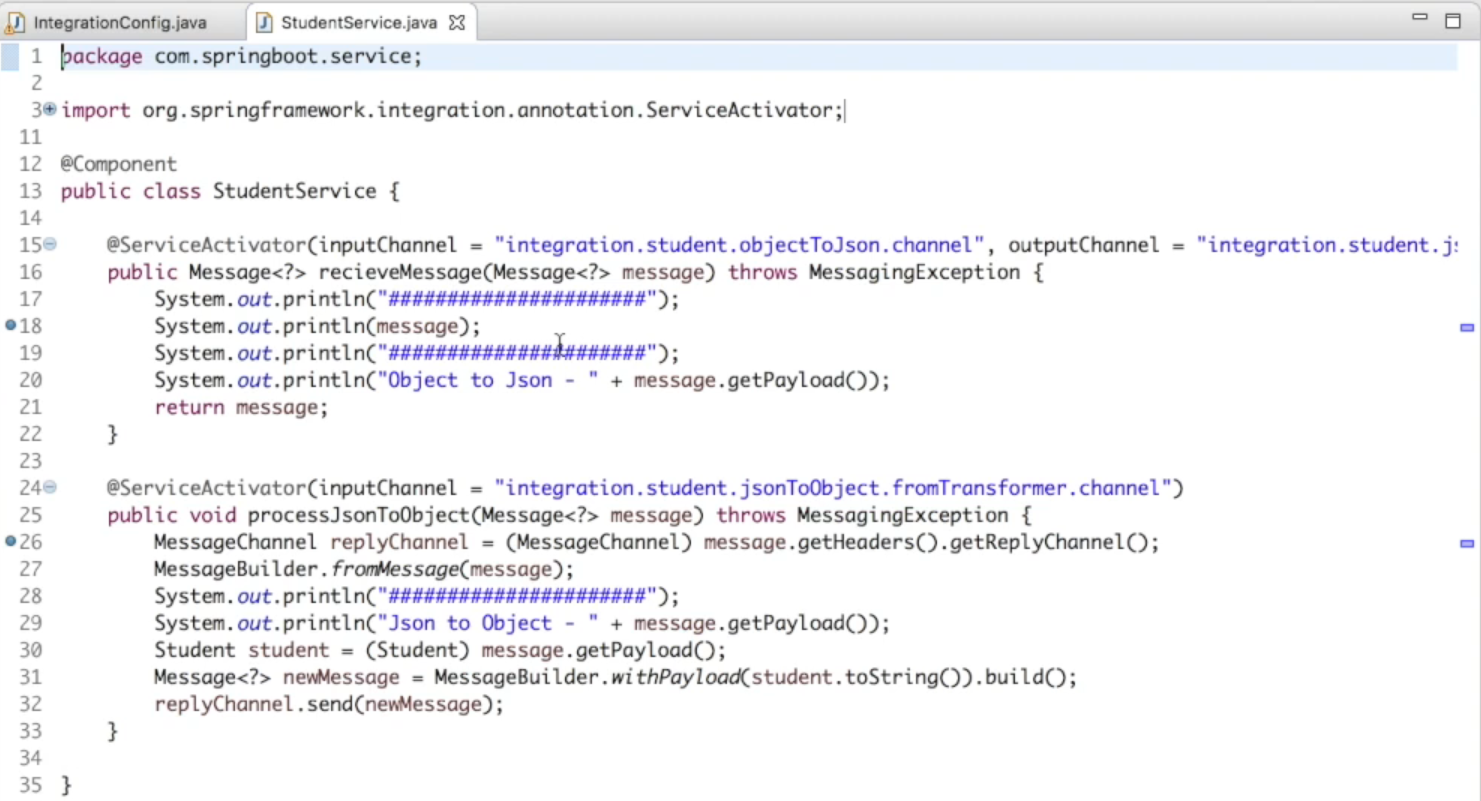 IntegrationConfig.java StudentService.java
1 package com.springboot.service;
2
3 import org.springframework.integration.annotation.ServiceActivator;
11
12 @Component
13 public class StudentService {
14
15 @ServiceActivator(inputChannel = "integration.student.objectToJson.channel", outputChannel = "integration.student.js
16 public Message<?> recieveMessage(Message<?> message) throws MessagingException {
17 System.out.println("######################");
18 System.out.println(message);
19 System.out.println("######################");
20 System.out.println("Object to Json - " + message.getPayload());
21 return message;
22 }
23
24 @ServiceActivator(inputChannel = "integration.student.jsonToObject.fromTransformer.channel")
25 public void processJsonToObject(Message<?> message) throws MessagingException {
26 MessageChannel replyChannel = (MessageChannel) message.getHeaders().getReplyChannel();
27 MessageBuilder.fromMessage(message);
28 System.out.println("######################");
29 System.out.println("Json to Object - " + message.getPayload());
30 Student student = (Student) message.getPayload();
31 Message<?> newMessage = MessageBuilder.withPayload(student.toString()).build();
32 replyChannel.send(newMessage);
33 }
34
35 }